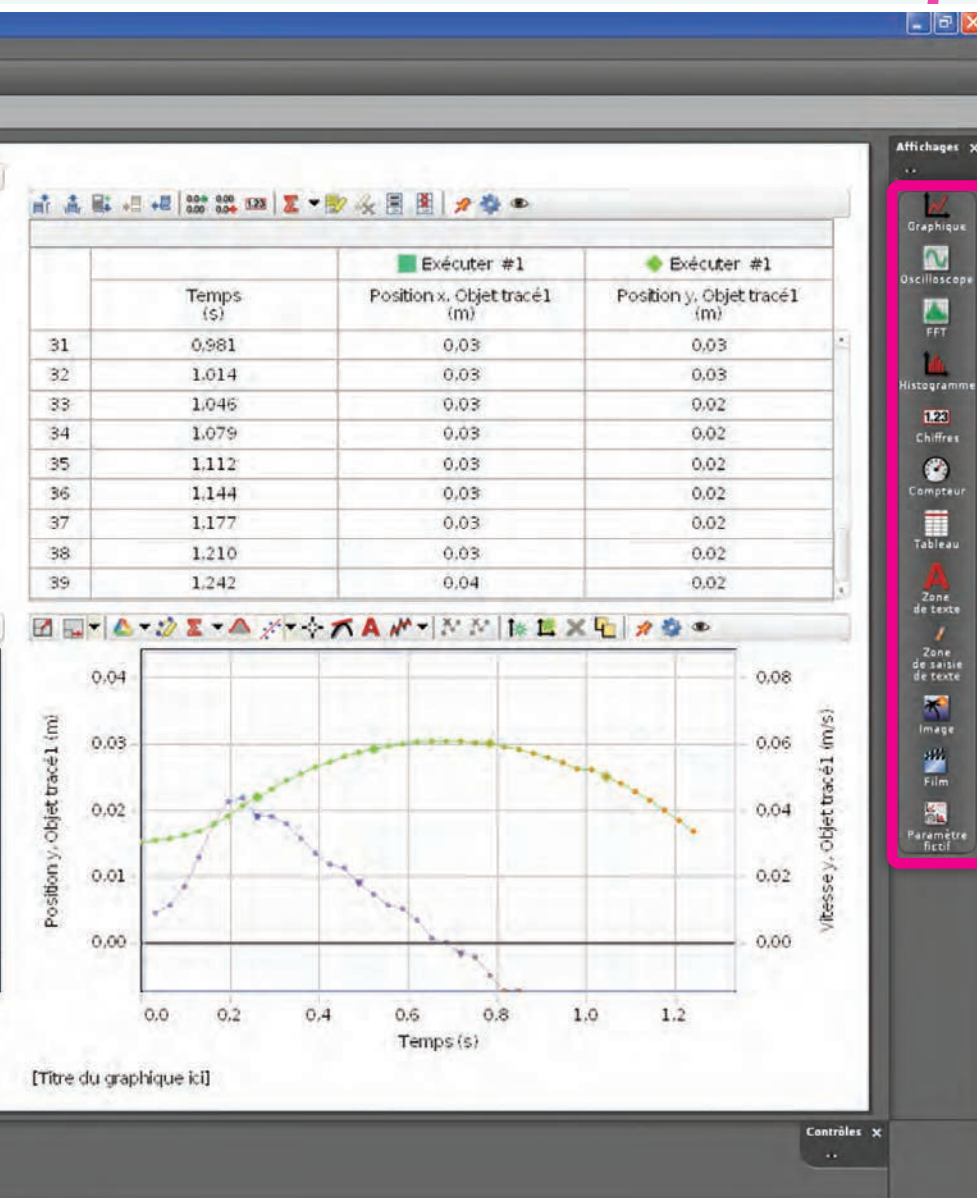 Affichages x
Graphique
Oscilloscope
FFT
Histogramme
1.23
Chiffres
Compteur
Tableau
A
Zone
de texte
Zone
de saisie
de texte
Image
Film
Paramètre
fictif
Exécuter #1 Exécuter #1
Temps Position x, Objet tracé1 Position y, Objet tracé1
(s) (m) (m)
31 0,981 0,03 0,03
32 1,014 0,03 0,03
33 1,046 0,03 0,02
34 1,079 0,03 0,02
35 1,112 0,03 0,02
36 1,144 0,03 0,02
37 1,177 0,03 0,02
38 1,210 0,03 0,02
39 1,242 0,04 0,02
Position y, Objet tracé1 (m)
0,04
0,03
0,02
0,01
0,00
0,08
0,06
0,04
0,02
0,00
Vitesse y, Objet tracé1 (m/s)
0,0 0,2 0,4 0,6 0,8 1,0 1,2
Temps (s)
[Titre du graphique ici]
Contrôles x